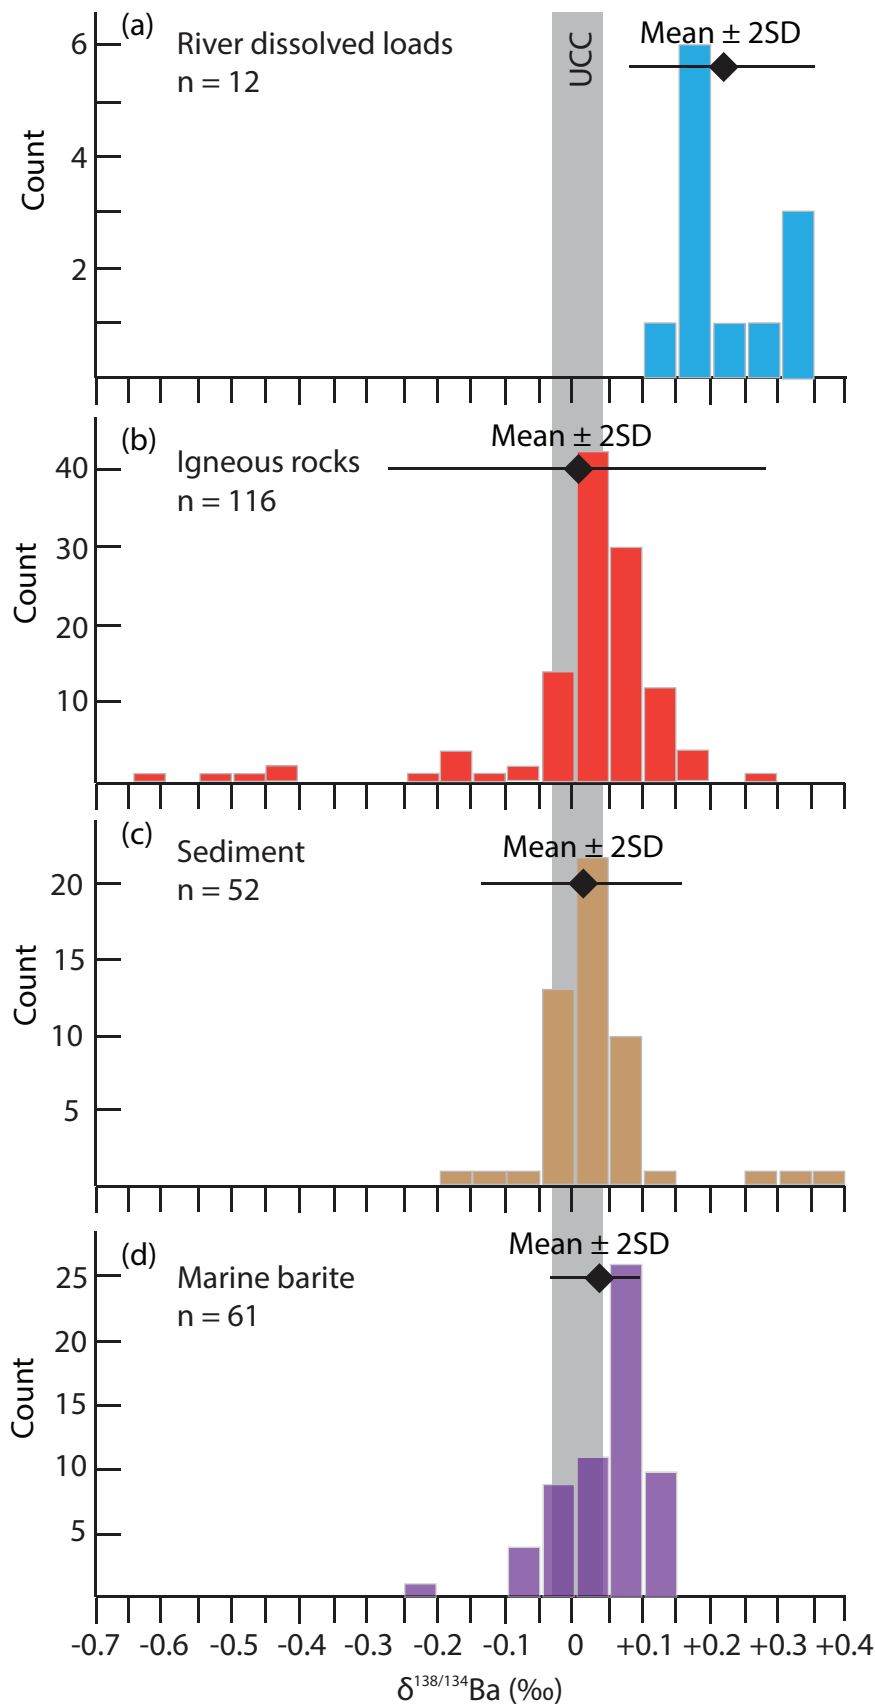 (a)
River dissolved loads
n = 12
UCC
Mean ± 2SD
Count
6
4
2
(b)
Igneous rocks
n = 116
Mean ± 2SD
Count
40
30
20
10
(c)
Sediment
n = 52
Mean ± 2SD
Count
20
15
10
5
(d)
Marine barite
n = 61
Mean ± 2SD
Count
25
20
15
10
5
-0.7 -0.6 -0.5 -0.4 -0.3 -0.2 -0.1 0 +0.1 +0.2 +0.3 +0.4
δ138/134Ba (‰)